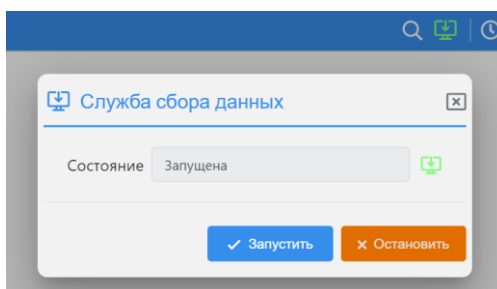 Служба сбора данных
Состояние Запущена
Запустить Остановить